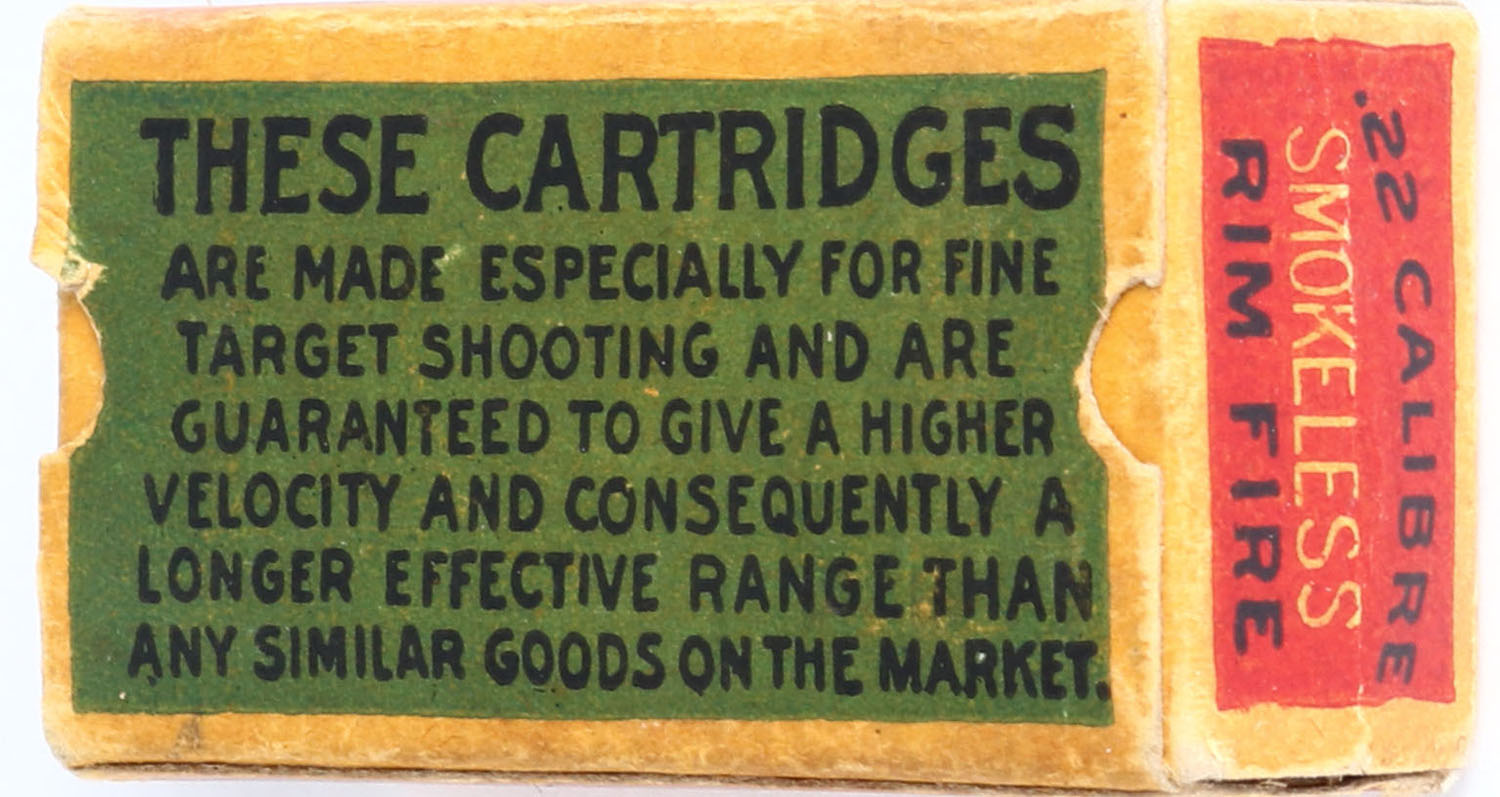 THESE CARTRIDGES
ARE MADE ESPECIALLY FOR FINE
TARGET SHOOTING AND ARE
GUARANTEED TO GIVE A HIGHER
VELOCITY AND CONSEQUENTLY A
LONGER EFFECTIVE RANGE THAN
ANY SIMILAR GOODS ON THE MARKET.
.22 CALIBRE
SMOKELESS
RIM FIRE